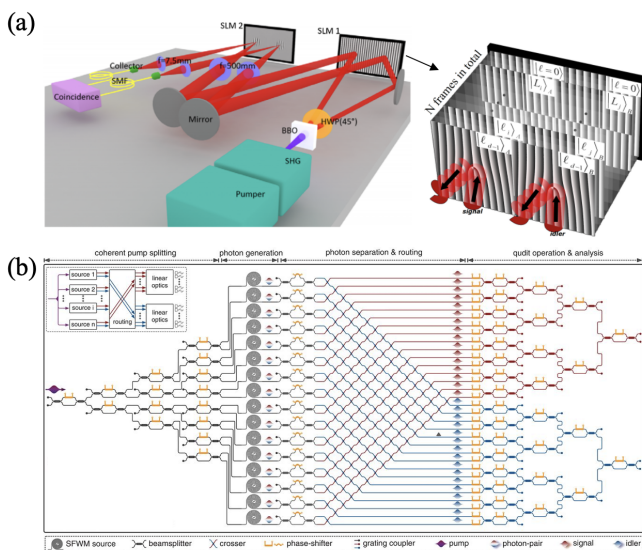 (a)
SLM 2
SLM 1
Collector
f=7.5mm
f=500mm
SMF
Coincidence
Mirror
HWP(45°)
BBO
SHG
Pumper
N frames in total
|ℓ=0⟩
|ℓ=0⟩
signal
idler
(b)
coherent pump splitting
photon generation
photon separation & routing
qudit operation & analysis
source 1
source 2
source i
source n
routing
linear optics
linear optics
SFWM source
beamsplitter
crosser
phase-shifter
grating coupler
pump
photon-pair
signal
idler